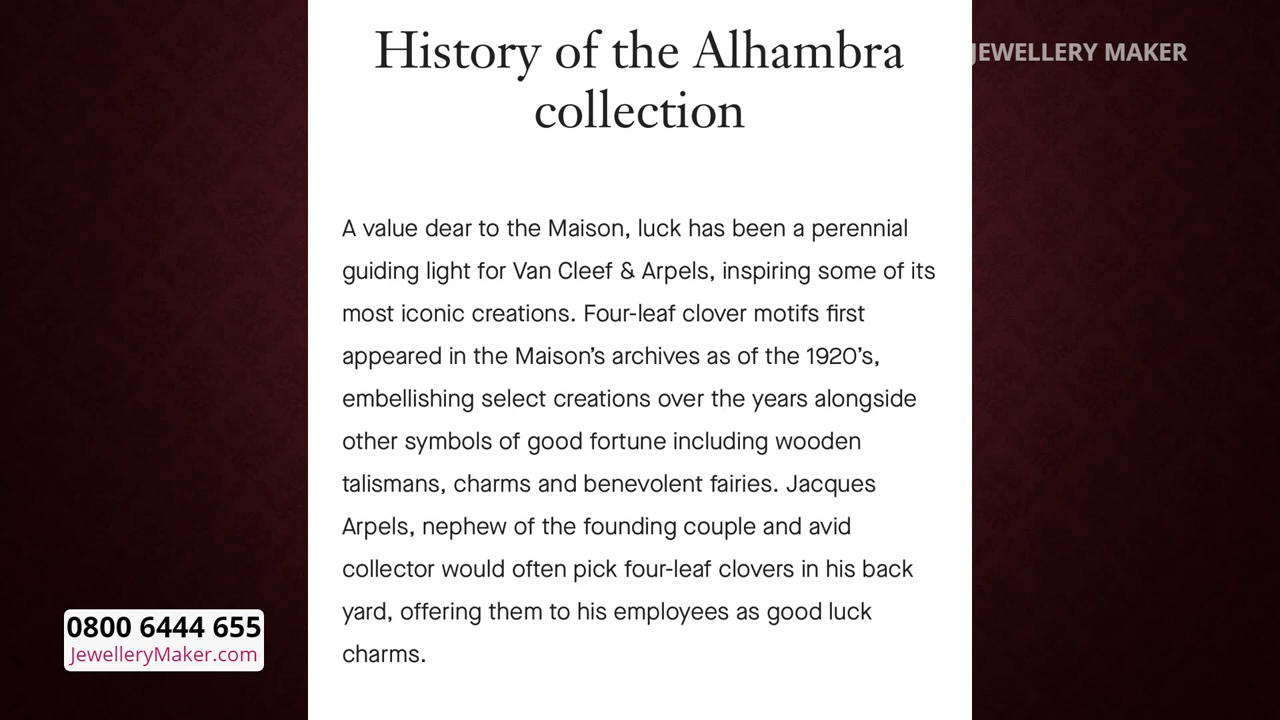 History of the Alhambra
collection
JEWELLERY MAKER
A value dear to the Maison, luck has been a perennial
guiding light for Van Cleef & Arpels, inspiring some of its
most iconic creations. Four-leaf clover motifs first
appeared in the Maison’s archives as of the 1920’s,
embellishing select creations over the years alongside
other symbols of good fortune including wooden
talismans, charms and benevolent fairies. Jacques
Arpels, nephew of the founding couple and avid
collector would often pick four-leaf clovers in his back
yard, offering them to his employees as good luck
charms.
0800 6444 655
JewelleryMaker.com